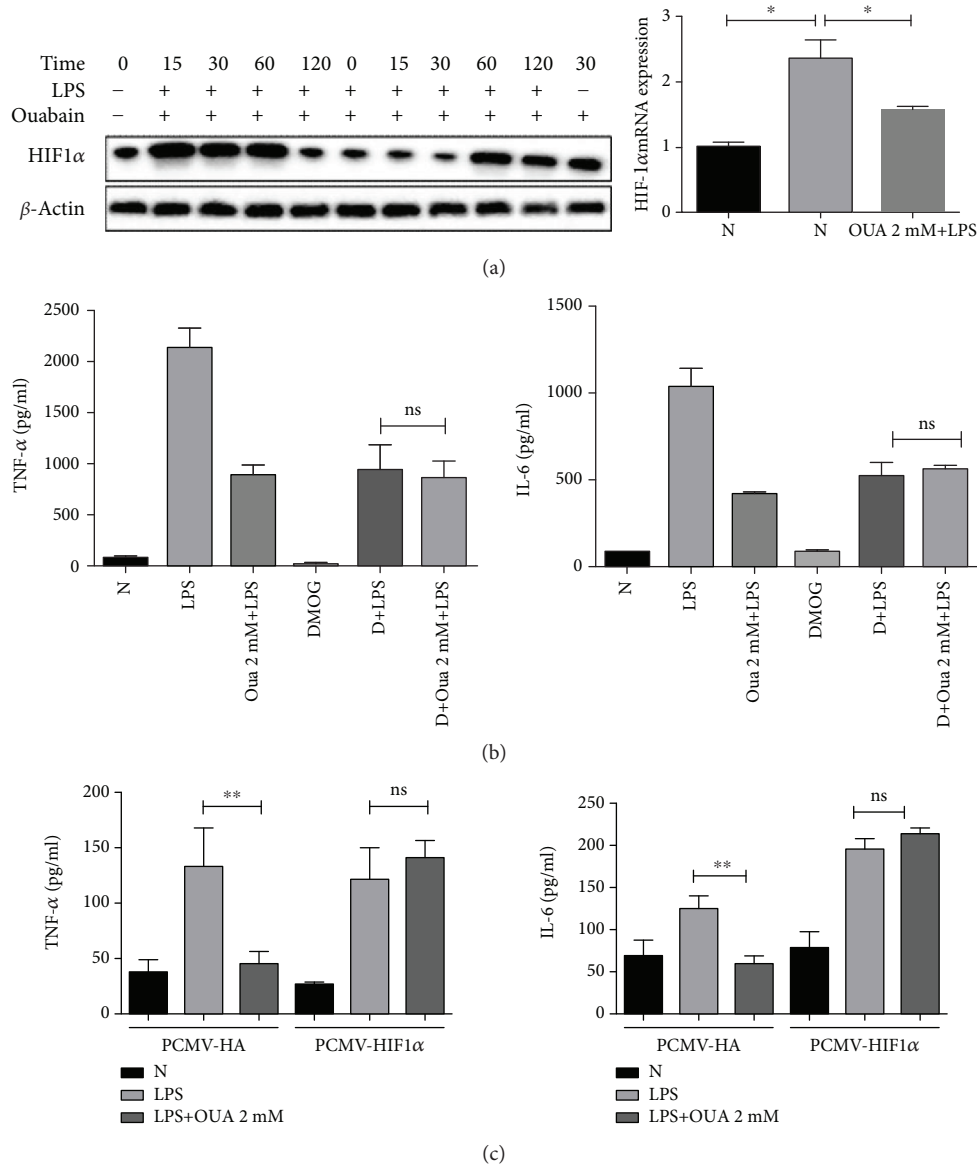 Time 0 15 30 60 120 0 15 30 60 120 30
LPS − + + + + + + + + + −
Ouabain − + + + + + + + + + +
HIF1α
β-Actin
HIF-1αmRNA expression
3
2
1
0
* *
N N OUA 2 mM+LPS
(a)
TNF-α (pg/ml)
2500
2000
1500
1000
500
0
ns
N LPS Oua 2 mM+LPS DMOG D+LPS D+Oua 2 mM+LPS
IL-6 (pg/ml)
1500
1000
500
0
ns
N LPS Oua 2 mM+LPS DMOG D+LPS D+Oua 2 mM+LPS
(b)
TNF-α (pg/ml)
200
150
100
50
0
** ns
PCMV-HA PCMV-HIF1α
N
LPS
LPS+OUA 2 mM
IL-6 (pg/ml)
250
200
150
100
50
0
** ns
PCMV-HA PCMV-HIF1α
N
LPS
LPS+OUA 2 mM
(c)